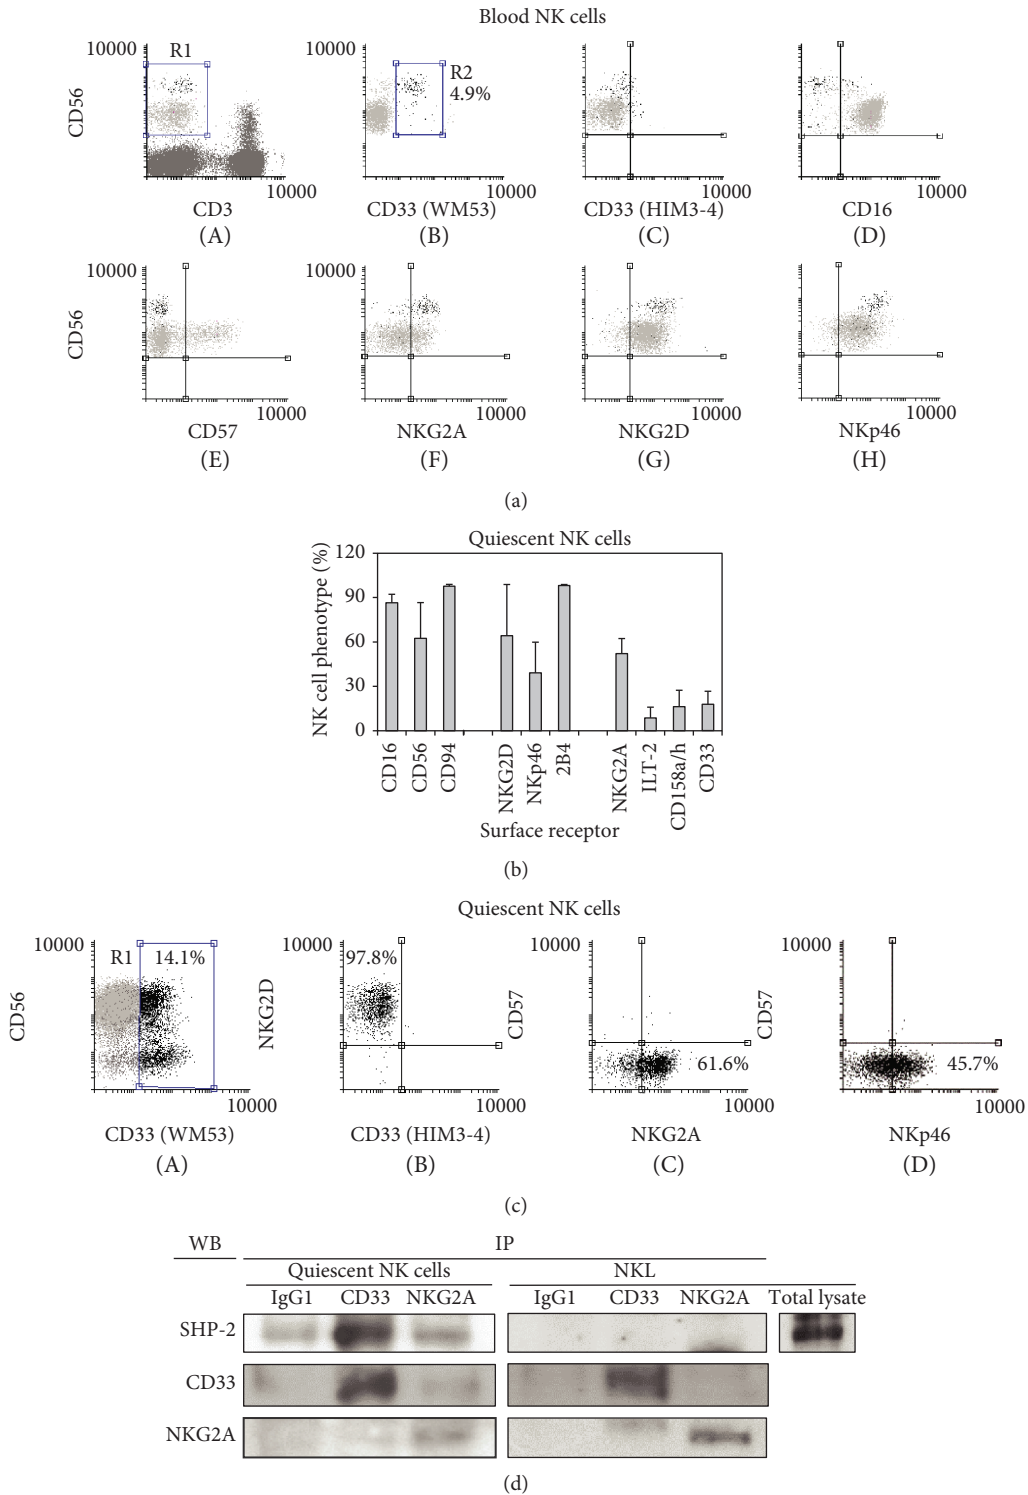 Blood NK cells
10000
R1
CD56
10000
CD3
(A)
10000
R2
4.9%
10000
CD33 (WM53)
(B)
10000
CD33 (HIM3-4)
(C)
10000
10000
CD16
(D)
10000
CD56
10000
CD57
(E)
10000
10000
NKG2A
(F)
10000
NKG2D
(G)
10000
10000
NKp46
(H)
(a)
Quiescent NK cells
NK cell phenotype (%)
120
90
60
30
0
CD16
CD56
CD94
NKG2D
NKp46
2B4
NKG2A
ILT-2
CD158a/h
CD33
Surface receptor
(b)
Quiescent NK cells
10000
R1
14.1%
CD56
10000
CD33 (WM53)
(A)
10000
97.8%
NKG2D
10000
CD33 (HIM3-4)
(B)
10000
CD57
61.6%
10000
NKG2A
(C)
10000
CD57
45.7%
10000
NKp46
(D)
(c)
WB
IP
Quiescent NK cells
NKL
IgG1 CD33 NKG2A
IgG1 CD33 NKG2A
Total lysate
SHP-2
CD33
NKG2A
(d)